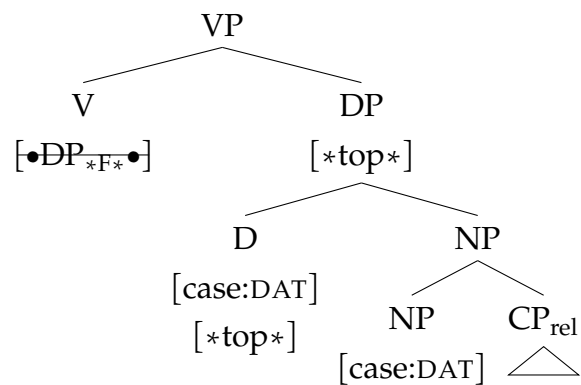 VP
V DP
[●DP∗F∗●] [∗top∗]
D NP
[case:DAT] NP CPrel
[∗top∗] [case:DAT]